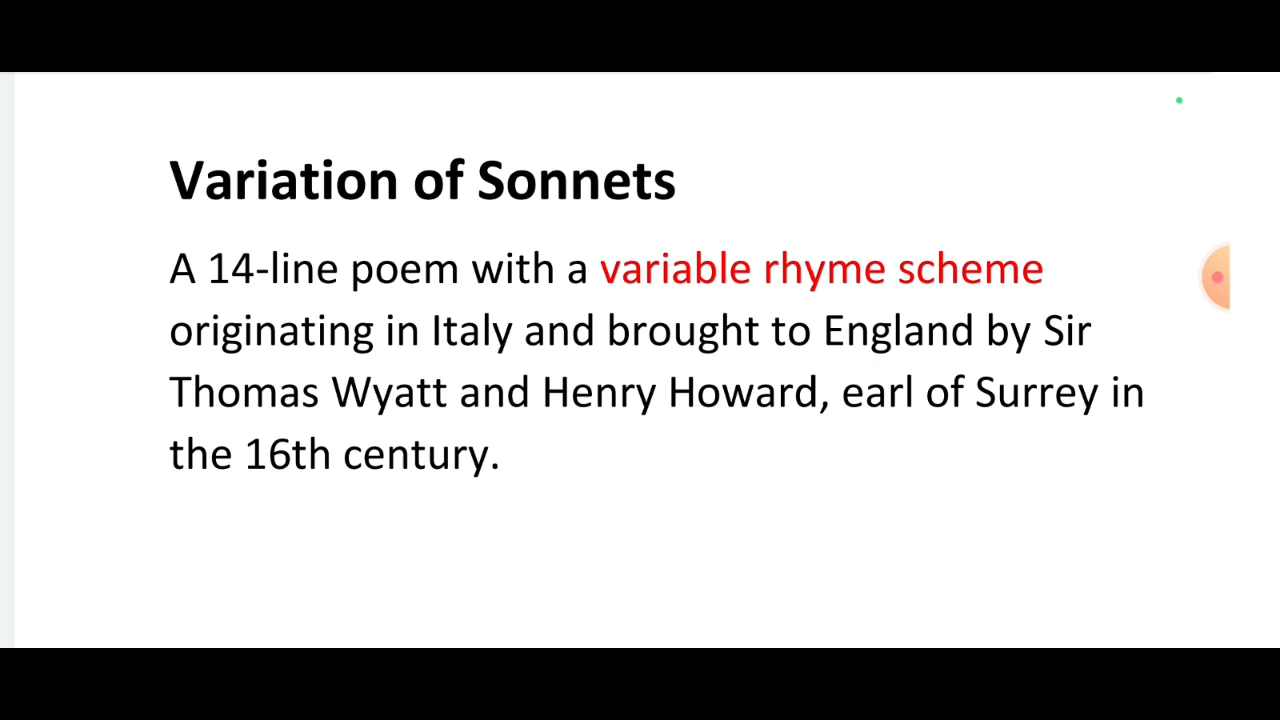 Variation of Sonnets
A 14-line poem with a variable rhyme scheme
originating in Italy and brought to England by Sir
Thomas Wyatt and Henry Howard, earl of Surrey in
the 16th century.